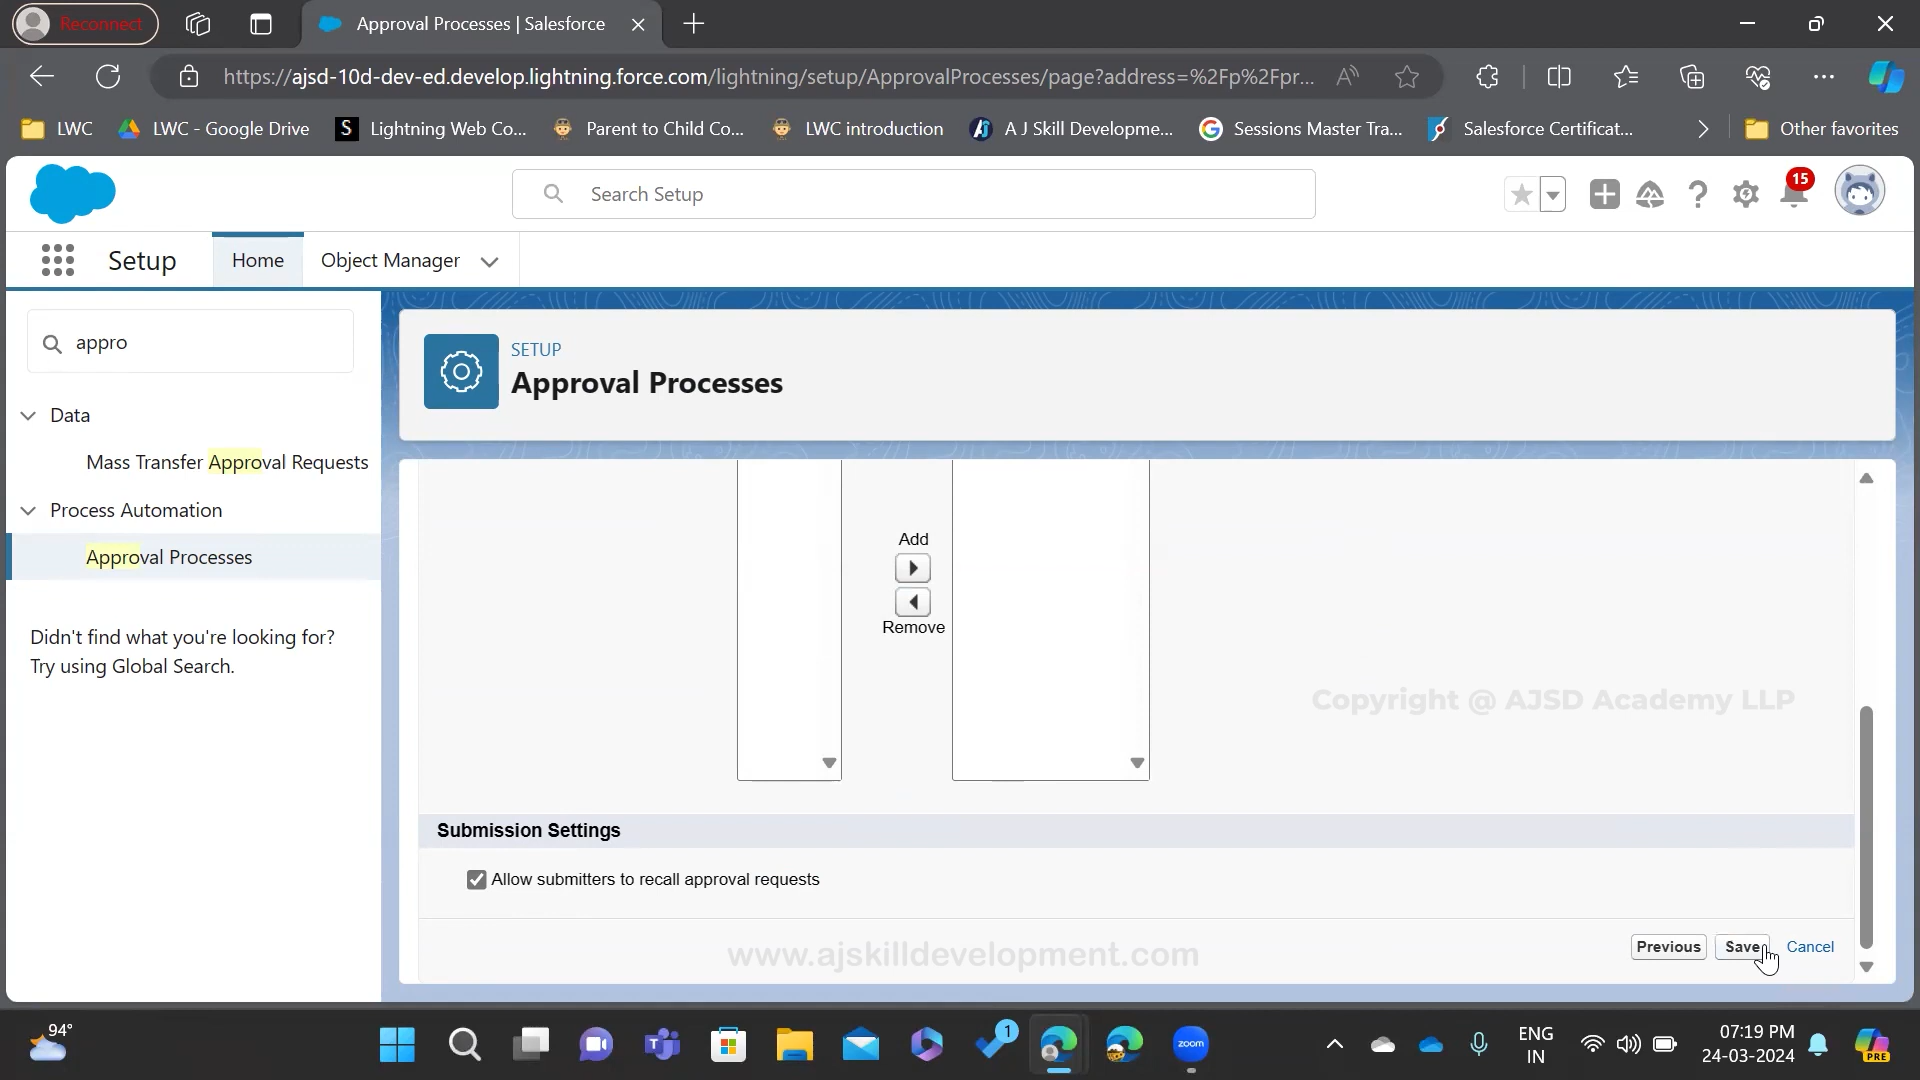 Reconnect
Approval Processes | Salesforce
https://ajsd-10d-dev-ed.develop.lightning.force.com/lightning/setup/ApprovalProcesses/page?address=%2Fp%2Fpr...
LWC
LWC - Google Drive
S
Lightning Web Co...
Parent to Child Co...
LWC introduction
A J Skill Developme...
Sessions Master Tra...
Salesforce Certificat...
Other favorites
Search Setup
15
Setup
Home
Object Manager
appro
SETUP
Approval Processes
Data
Mass Transfer Approval Requests
Process Automation
Approval Processes
Didn't find what you're looking for?
Try using Global Search.
Add
Remove
Copyright @ AJSD Academy LLP
Submission Settings
Allow submitters to recall approval requests
www.ajskilldevelopment.com
Previous
Save
Cancel
94°
1
zoom
ENG
IN
07:19 PM
24-03-2024
PRE